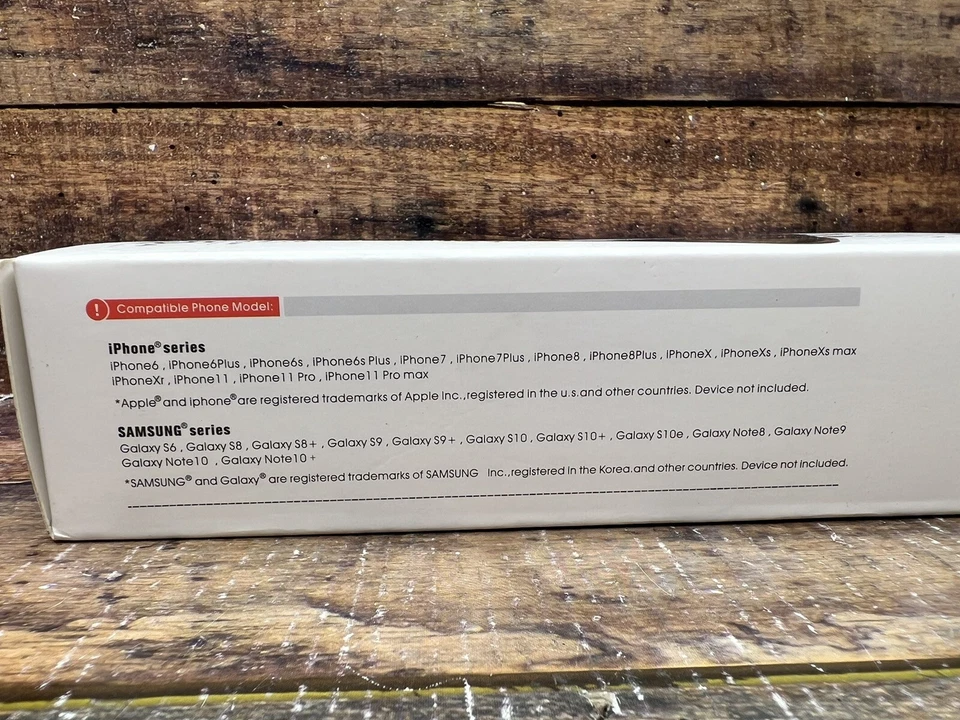 ! Compatible Phone Model:
iPhone® series
iPhone6 , iPhone6Plus , iPhone6s , iPhone6s Plus , iPhone7 , iPhone7Plus , iPhone8 , iPhone8Plus , iPhoneX , iPhoneXs , iPhoneXs max
iPhoneXr , iPhone11 , iPhone11 Pro , iPhone11 Pro max
*Apple® and iphone® are registered trademarks of Apple Inc.,registered in the u.s.and other countries. Device not included.
SAMSUNG® series
Galaxy S6 , Galaxy S8 , Galaxy S8+ , Galaxy S9 , Galaxy S9+ , Galaxy S10 , Galaxy S10+ , Galaxy S10e , Galaxy Note8 , Galaxy Note9
Galaxy Note10 , Galaxy Note10 +
*SAMSUNG® and Galaxy® are registered trademarks of SAMSUNG Inc.,registered in the Korea.and other countries. Device not included.